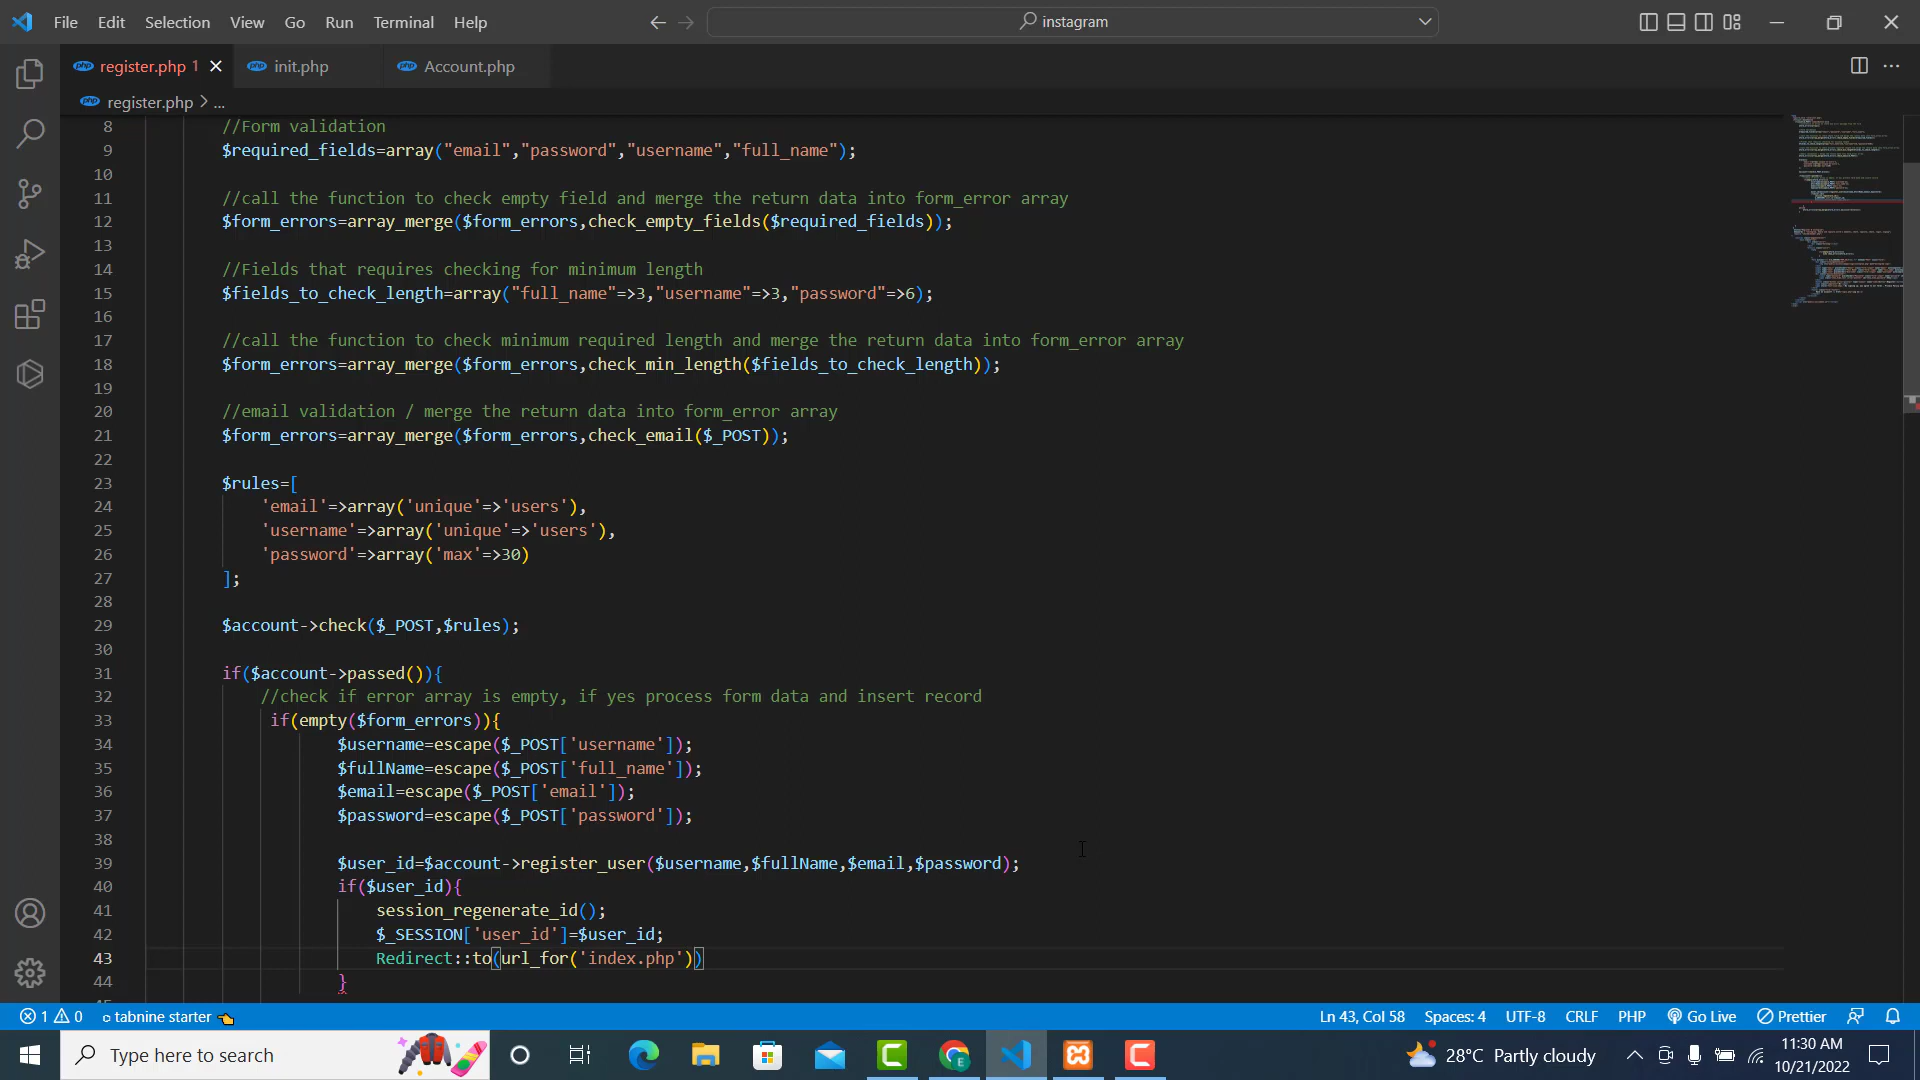 File Edit Selection View Go Run Terminal Help
instagram
register.php 1
init.php
Account.php
register.php > ...
8 //Form validation
9 $required_fields=array("email","password","username","full_name");
10
11 //call the function to check empty field and merge the return data into form_error array
12 $form_errors=array_merge($form_errors,check_empty_fields($required_fields));
13
14 //Fields that requires checking for minimum length
15 $fields_to_check_length=array("full_name"=>3,"username"=>3,"password"=>6);
16
17 //call the function to check minimum required length and merge the return data into form_error array
18 $form_errors=array_merge($form_errors,check_min_length($fields_to_check_length));
19
20 //email validation / merge the return data into form_error array
21 $form_errors=array_merge($form_errors,check_email($_POST));
22
23 $rules=[
24 'email'=>array('unique'=>'users'),
25 'username'=>array('unique'=>'users'),
26 'password'=>array('max'=>30)
27 ];
28
29 $account->check($_POST,$rules);
30
31 if($account->passed()){
32 //check if error array is empty, if yes process form data and insert record
33 if(empty($form_errors)){
34 $username=escape($_POST['username']);
35 $fullName=escape($_POST['full_name']);
36 $email=escape($_POST['email']);
37 $password=escape($_POST['password']);
38
39 $user_id=$account->register_user($username,$fullName,$email,$password);
40 if($user_id){
41 session_regenerate_id();
42 $_SESSION['user_id']=$user_id;
43 Redirect::to(url_for('index.php'))
44 }
1 0 tabnine starter
Ln 43, Col 58 Spaces: 4 UTF-8 CRLF PHP Go Live Prettier
Type here to search
28°C Partly cloudy
11:30 AM
10/21/2022